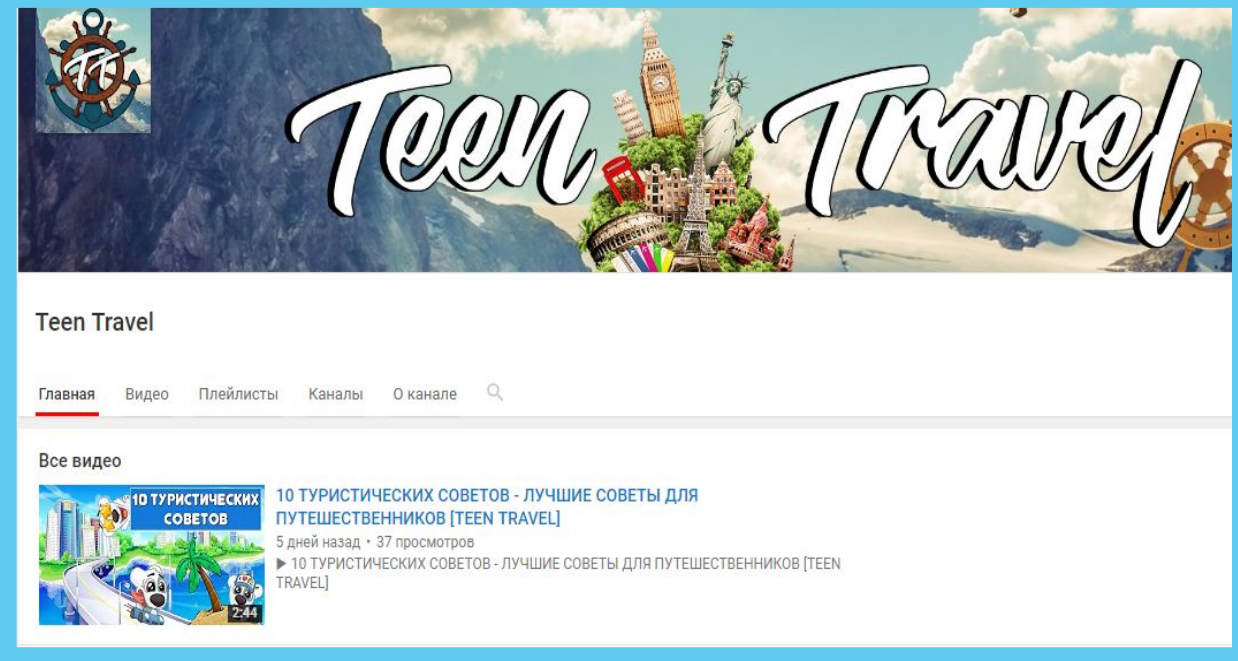 TT
Teen Travel
Teen Travel
Главная Видео Плейлисты Каналы О канале
Все видео
10 ТУРИСТИЧЕСКИХ
СОВЕТОВ
2:44
10 ТУРИСТИЧЕСКИХ СОВЕТОВ - ЛУЧШИЕ СОВЕТЫ ДЛЯ
ПУТЕШЕСТВЕННИКОВ [TEEN TRAVEL]
5 дней назад • 37 просмотров
▶ 10 ТУРИСТИЧЕСКИХ СОВЕТОВ - ЛУЧШИЕ СОВЕТЫ ДЛЯ ПУТЕШЕСТВЕННИКОВ [TEEN
TRAVEL]